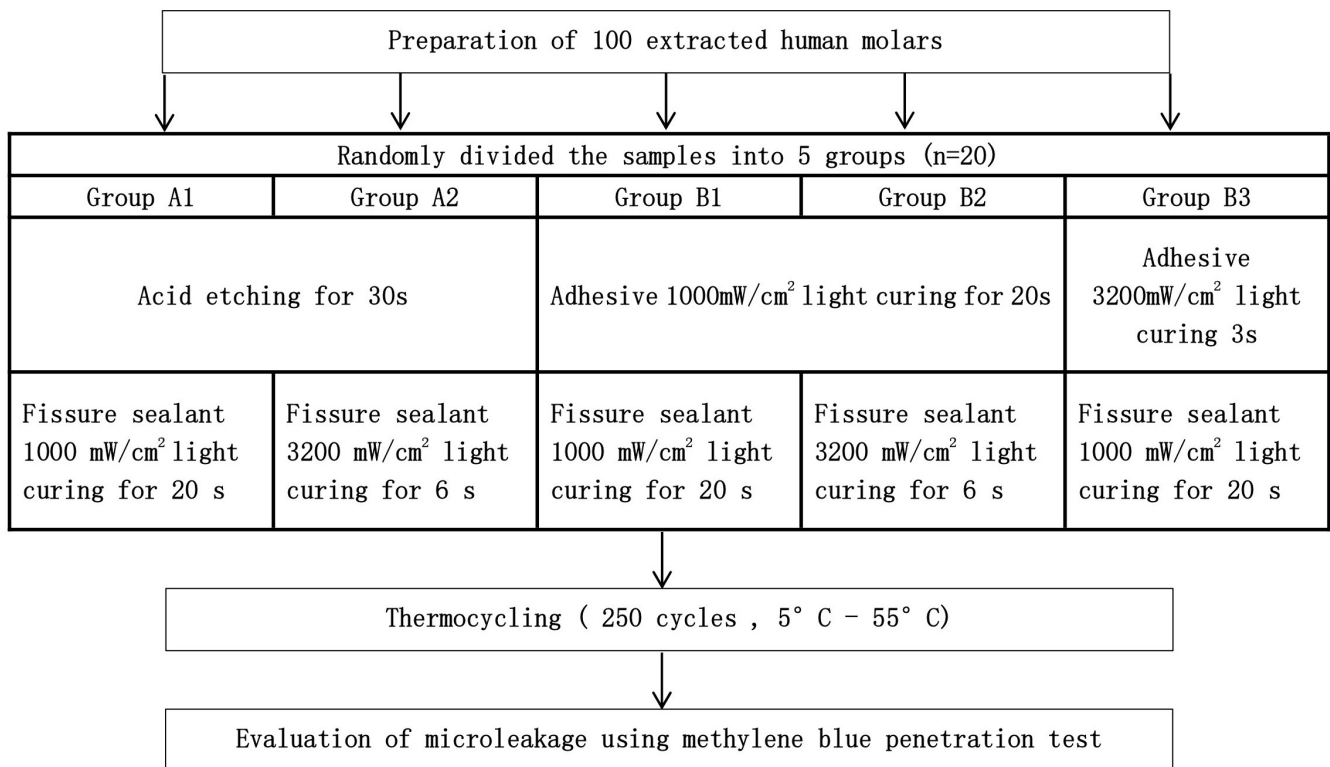 Preparation of 100 extracted human molars
Randomly divided the samples into 5 groups (n=20)
Group A1
Group A2
Group B1
Group B2
Group B3
Acid etching for 30s
Adhesive 1000mW/cm² light curing for 20s
Adhesive
3200mW/cm² light
curing 3s
Fissure sealant
1000 mW/cm² light
curing for 20 s
Fissure sealant
3200 mW/cm² light
curing for 6 s
Fissure sealant
1000 mW/cm² light
curing for 20 s
Fissure sealant
3200 mW/cm² light
curing for 6 s
Fissure sealant
1000 mW/cm² light
curing for 20 s
Thermocycling ( 250 cycles , 5° C - 55° C)
Evaluation of microleakage using methylene blue penetration test